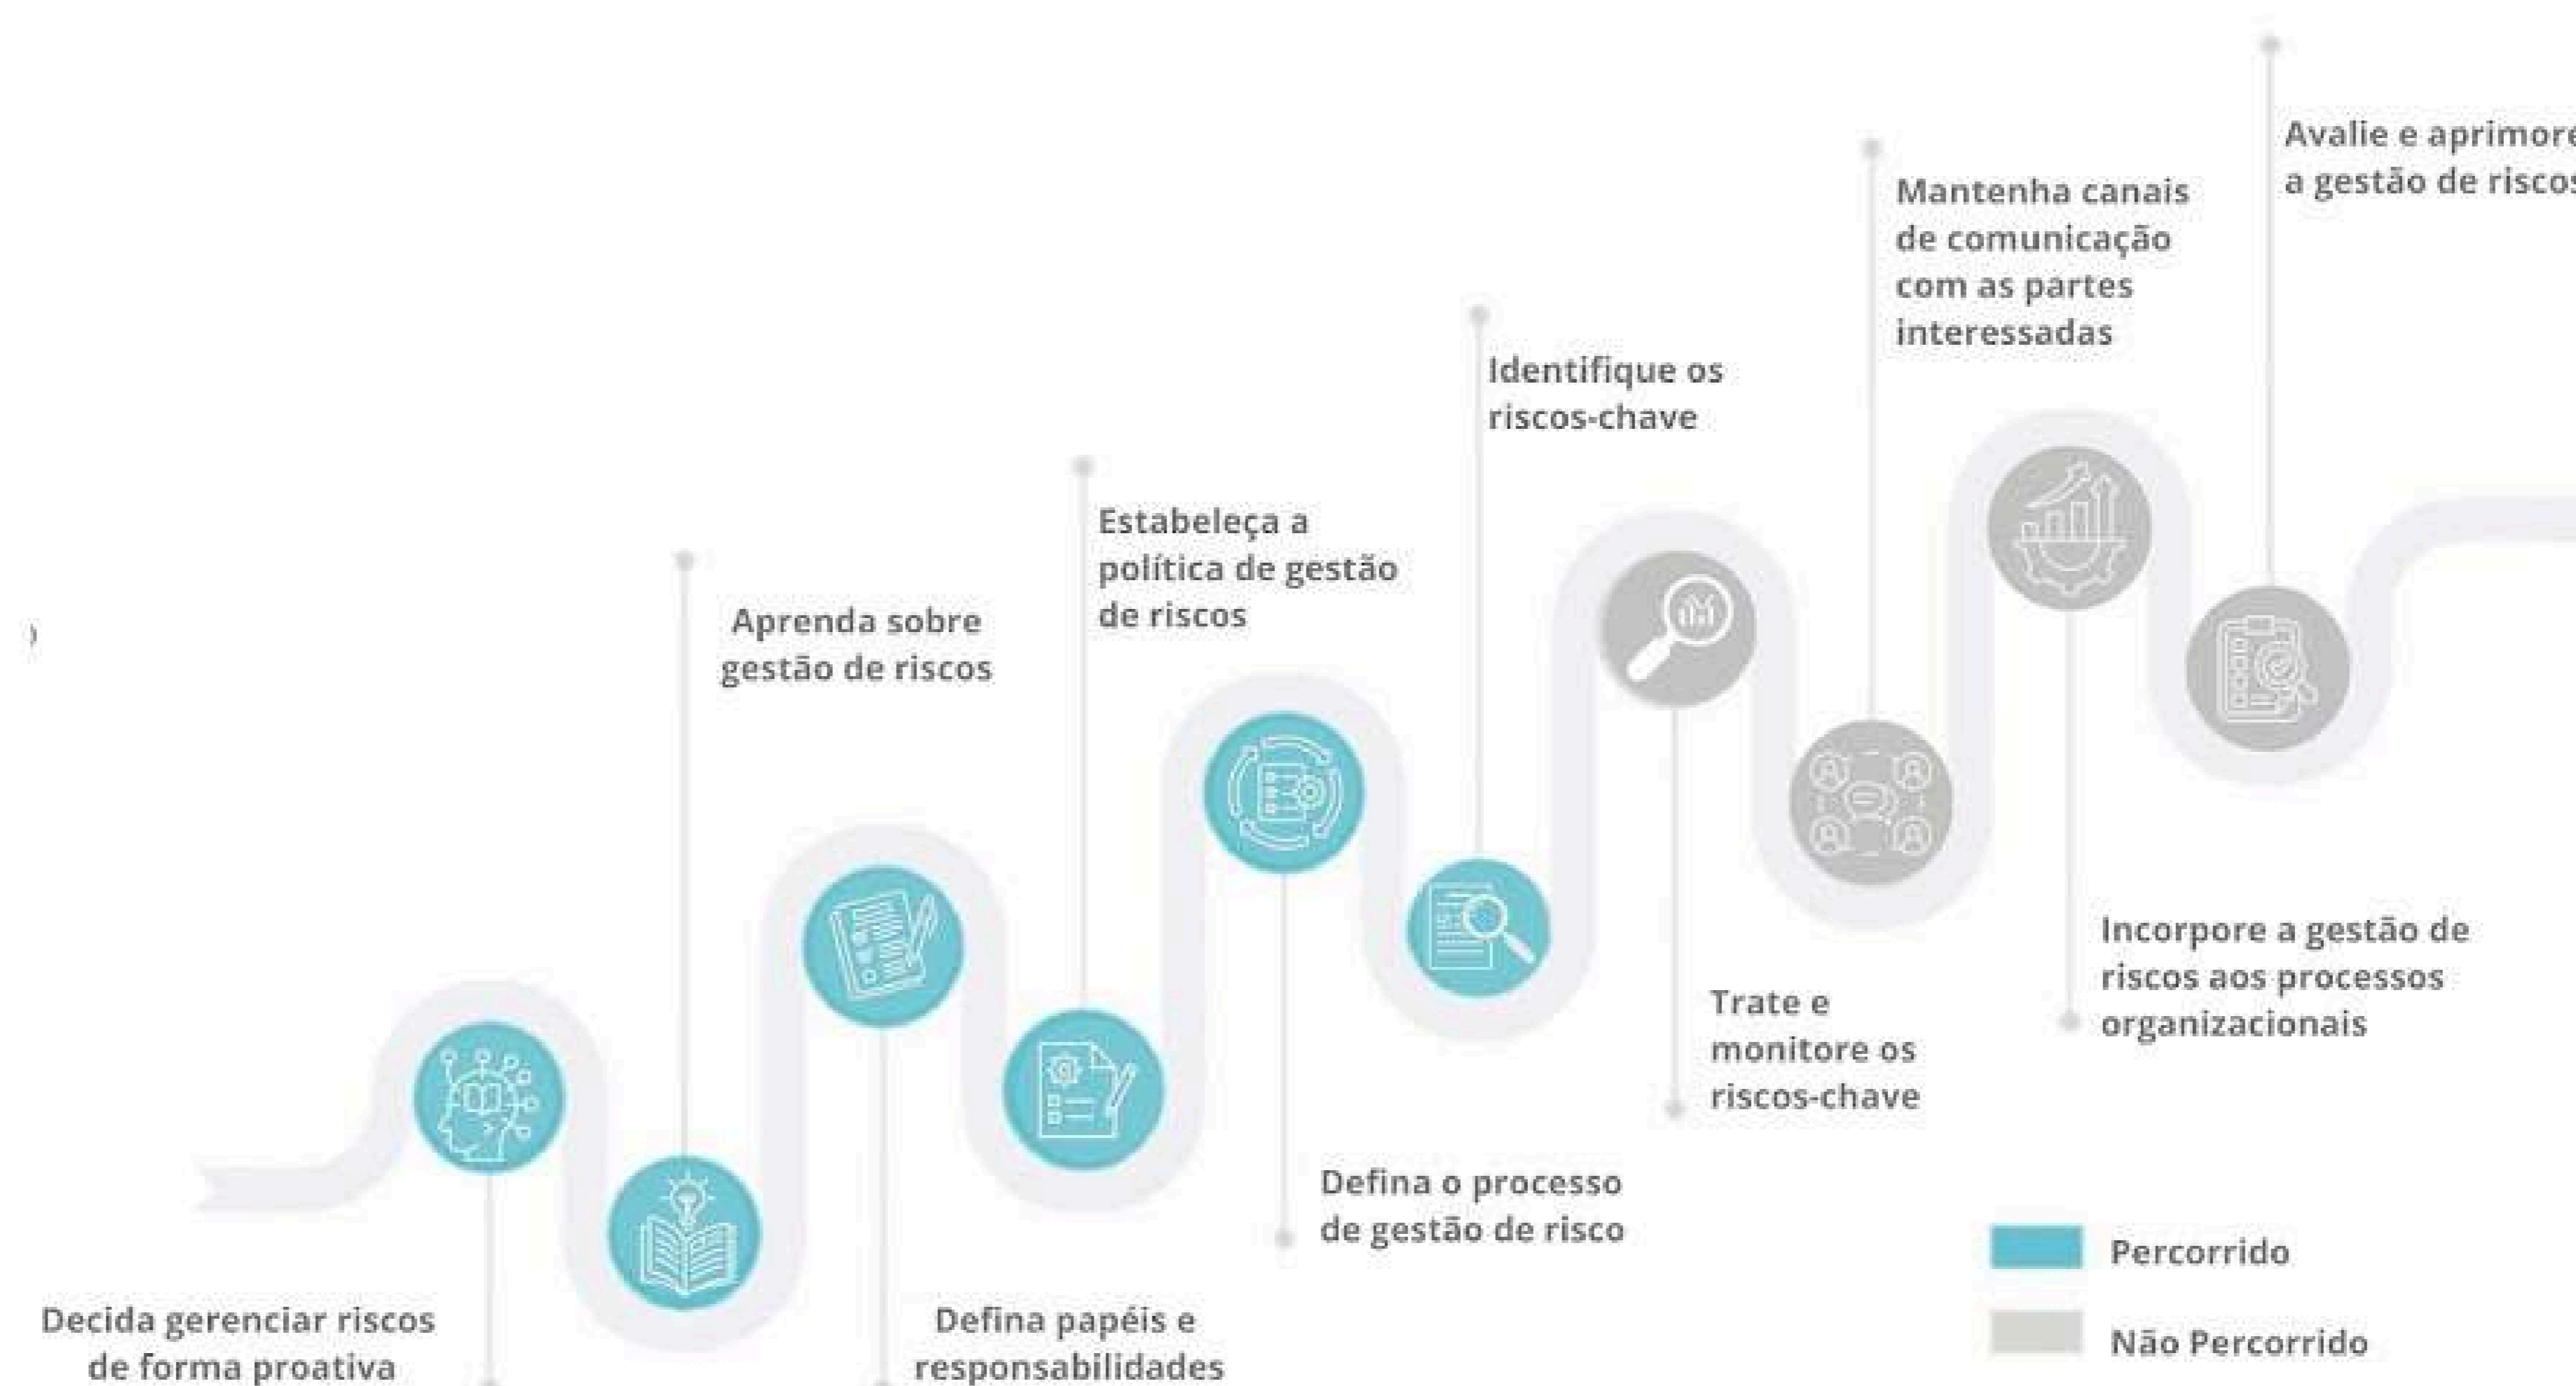 Avalie e aprimore
a gestão de riscos
Mantenha canais
de comunicação
com as partes
interessadas
Identifique os
riscos-chave
Estabeleça a
política de gestão
de riscos
Aprenda sobre
gestão de riscos
)
Incorpore a gestão de
riscos aos processos
organizacionais
Trate e
monitore os
riscos-chave
Defina o processo
de gestão de risco
Percorrido
Não Percorrido
Decida gerenciar riscos
de forma proativa
Defina papéis e
responsabilidades